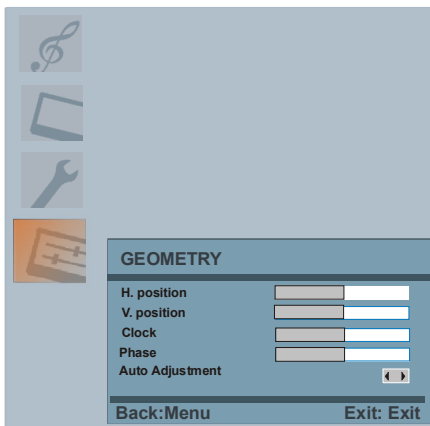 GEOMETRY
H. position
V. position
Clock
Phase
Auto Adjustment
Back:Menu Exit: Exit